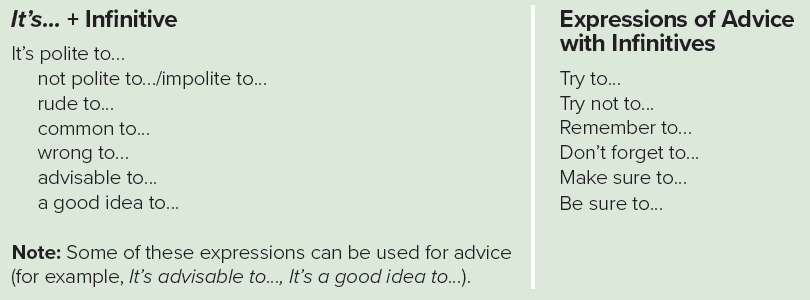 It's... + Infinitive
It's polite to...
not polite to.../impolite to...
rude to...
common to...
wrong to...
advisable to...
a good idea to...
Note: Some of these expressions can be used for advice
(for example, It's advisable to..., It's a good idea to...).
Expressions of Advice
with Infinitives
Try to...
Try not to...
Remember to...
Don't forget to...
Make sure to...
Be sure to...